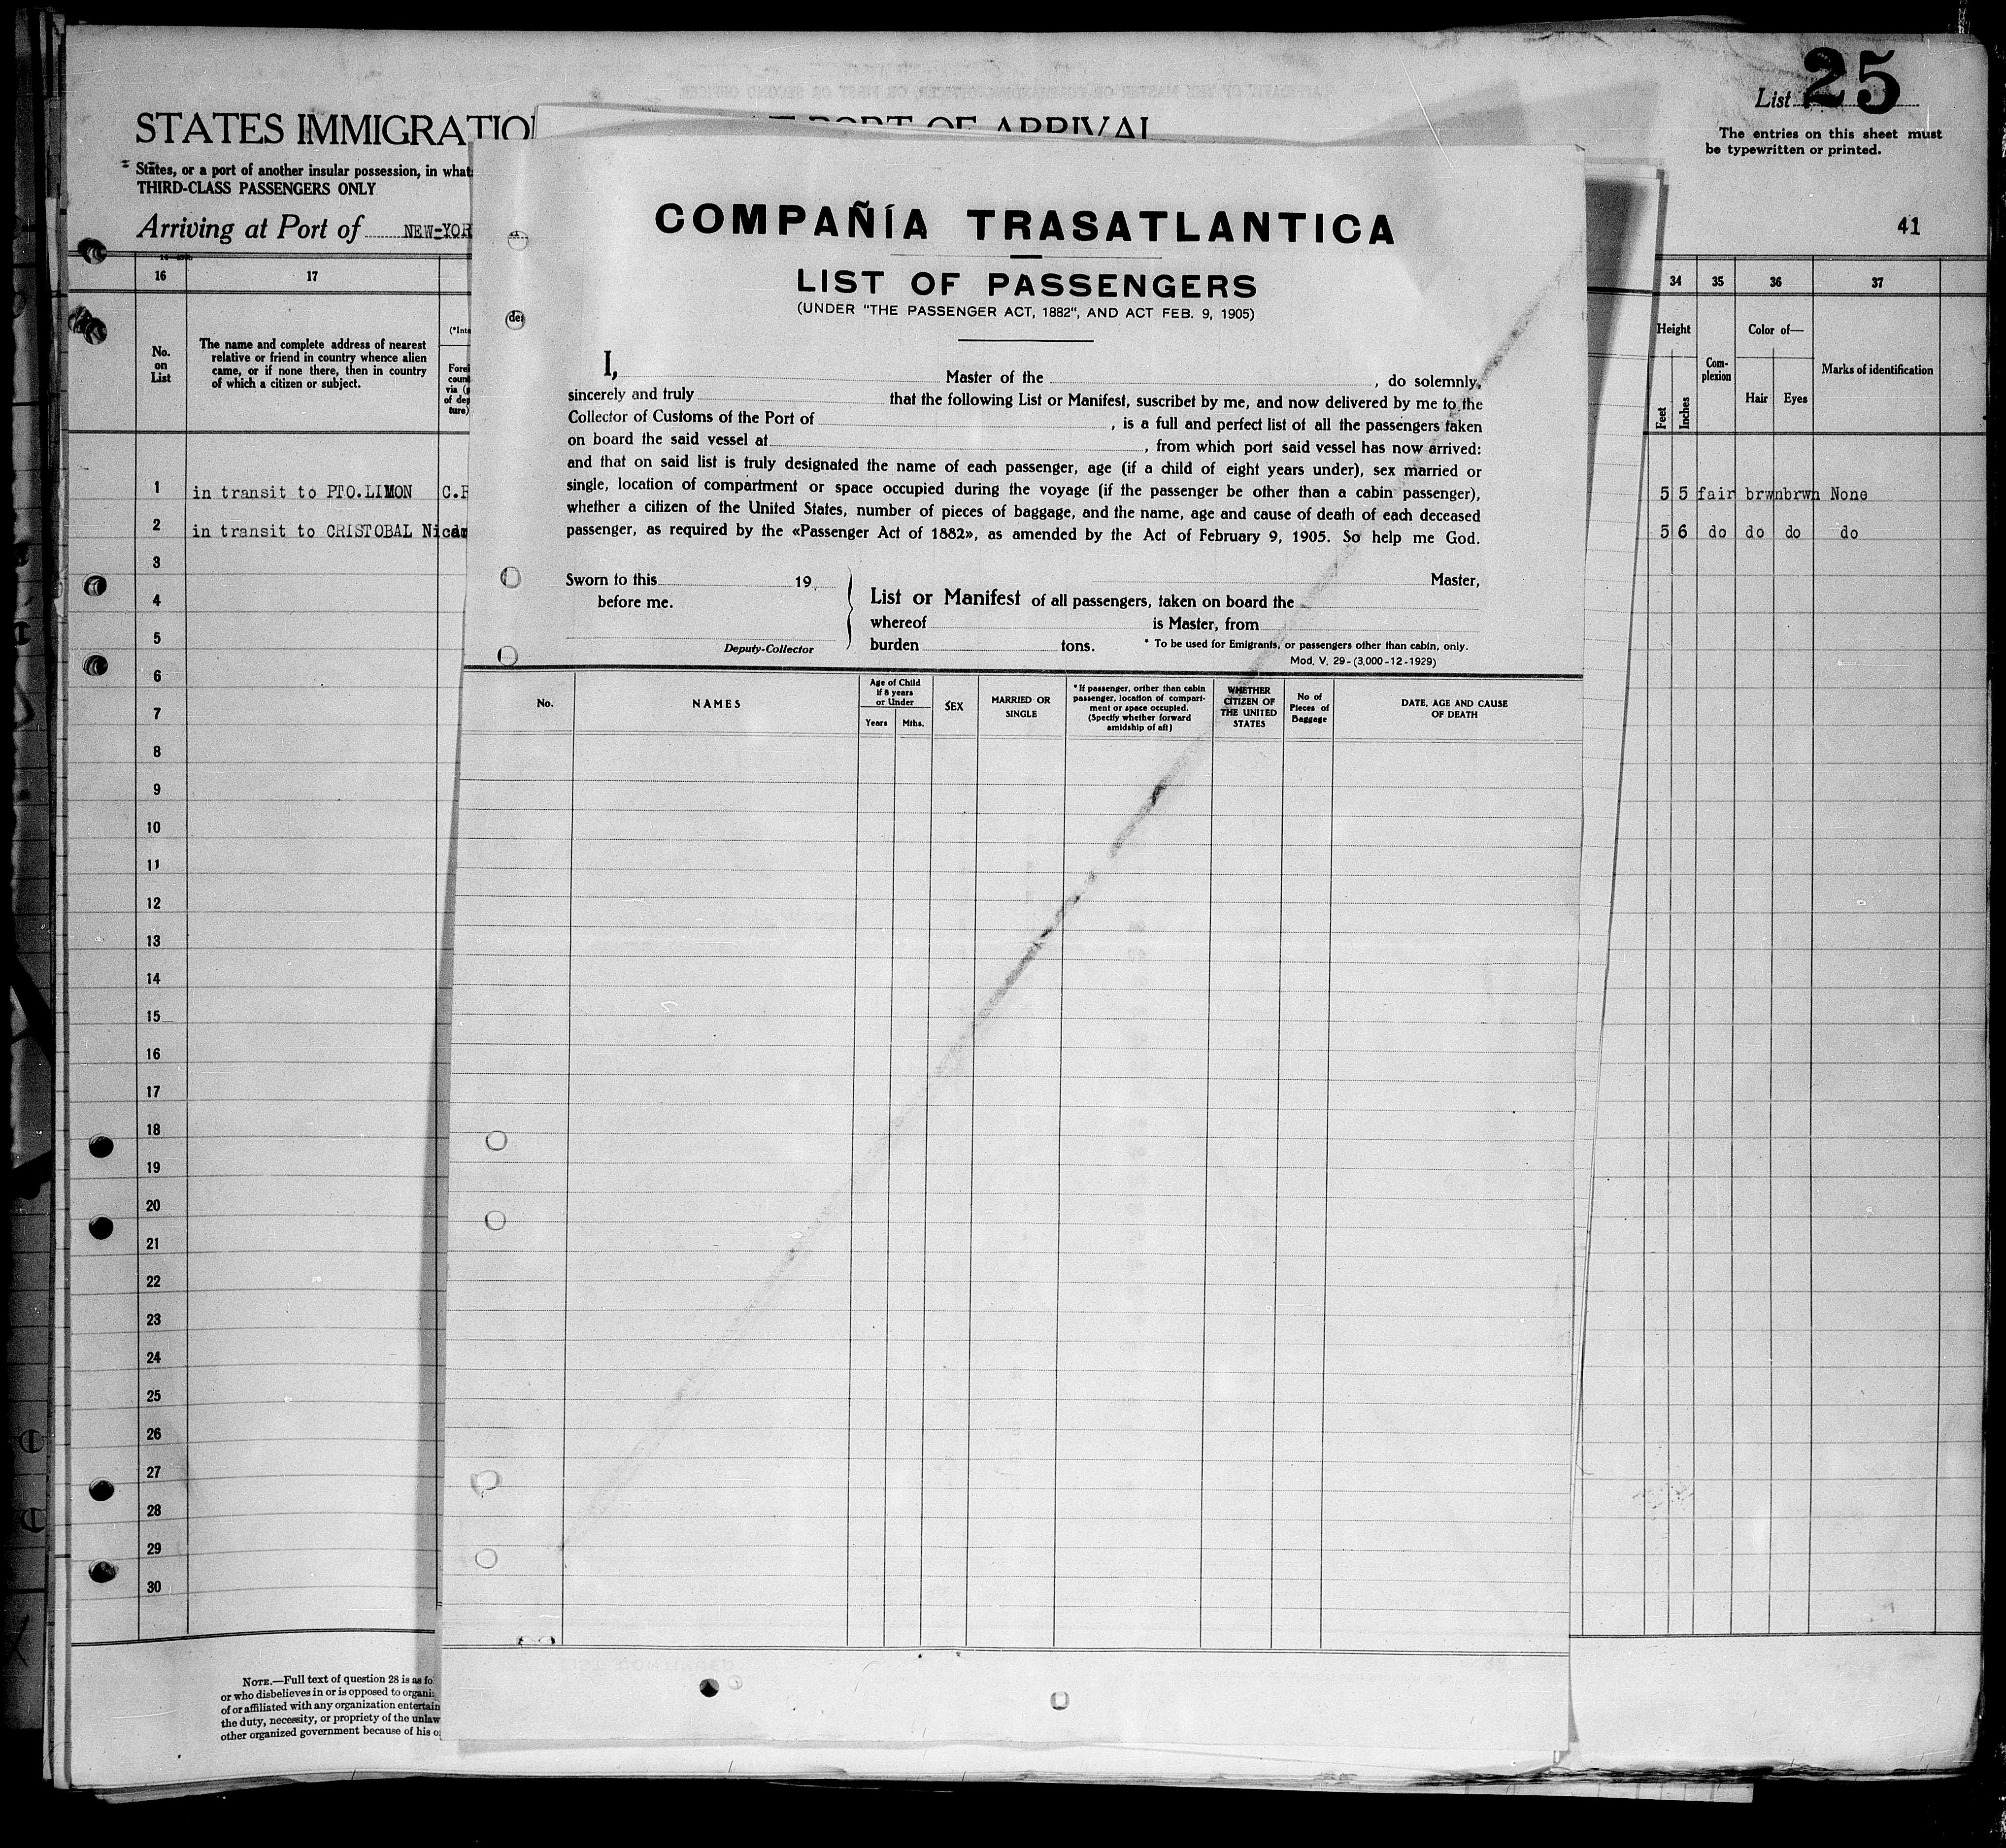 List 25
The entries on this sheet must
be typewritten or printed.
STATES IMMIGRATION
PORT OF ARRIVAL
States, or a port of another insular possession, in what
THIRD-CLASS PASSENGERS ONLY
Arriving at Port of NEW-YOR
41
16 17
No.
on
List
The name and complete address of nearest
relative or friend in country whence alien
came, or if none there, then in country
of which a citizen or subject.
(*Inte
Forei
coun
via (p
of dep
ture)
34 35 36 37
Height
Feet Inches
Com-
plexion
Color of—
Hair Eyes
Marks of identification
1 in transit to PTO.LIMON C.R
5 5 fair brwn brwn None
2 in transit to CRISTOBAL Nicar
5 6 do do do do
3
4
5
6
7
8
9
10
11
12
13
14
15
16
17
18
19
20
21
22
23
24
25
26
27
28
29
30
NOTE.—Full text of question 28 is as fo
or who disbelieves in or is opposed to organi
of or affiliated with any organization entertain
the duty, necessity, or propriety of the unlaw
other organized government because of his o
COMPAÑÍA TRASATLANTICA
LIST OF PASSENGERS
(UNDER "THE PASSENGER ACT, 1882", AND ACT FEB. 9, 1905)
I, Master of the , do solemnly,
sincerely and truly that the following List or Manifest, suscribet by me, and now delivered by me to the
Collector of Customs of the Port of , is a full and perfect list of all the passengers taken
on board the said vessel at , from which port said vessel has now arrived:
and that on said list is truly designated the name of each passenger, age (if a child of eight years under), sex married or
single, location of compartment or space occupied during the voyage (if the passenger be other than a cabin passenger),
whether a citizen of the United States, number of pieces of baggage, and the name, age and cause of death of each deceased
passenger, as required by the «Passenger Act of 1882», as amended by the Act of February 9, 1905. So help me God.
Sworn to this 19
before me.
Deputy-Collector
Master,
List or Manifest of all passengers, taken on board the
whereof is Master, from
burden tons. * To be used for Emigrants, or passengers other than cabin, only.
Mod. V. 29 - (3,000 - 12 - 1929)
No.
NAMES
Age of Child
if 8 years
or Under
Years Mths.
SEX
MARRIED OR
SINGLE
* If passenger, orther than cabin
passenger, location of compart-
ment or space occupied.
(Specify whether forward
amidship of aft)
WHETHER
CITIZEN OF
THE UNITED
STATES
No of
Pieces of
Baggage
DATE, AGE AND CAUSE
OF DEATH